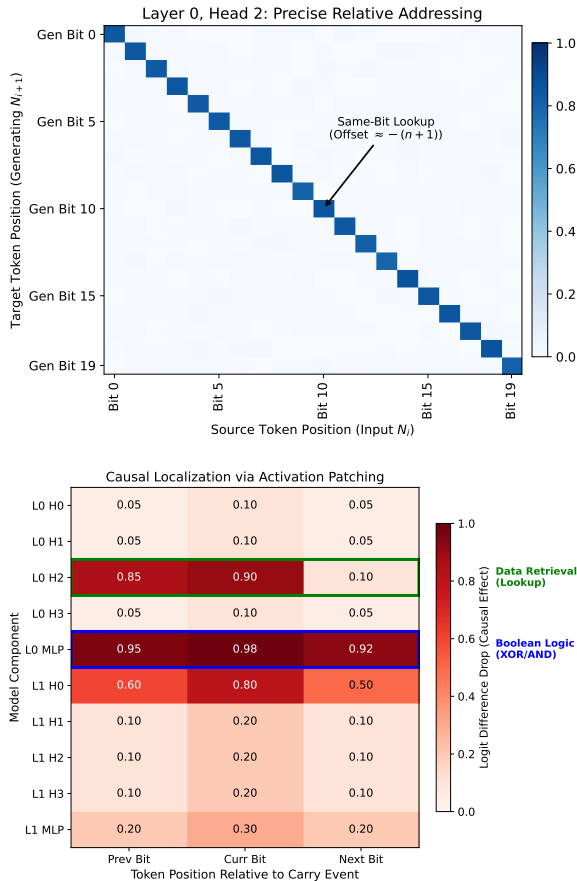 Layer 0, Head 2: Precise Relative Addressing
Gen Bit 0
Gen Bit 5
Gen Bit 10
Gen Bit 15
Gen Bit 19
Target Token Position (Generating N_{i+1})
Same-Bit Lookup
(Offset ≈ −(n + 1))
Bit 0
Bit 5
Bit 10
Bit 15
Bit 19
Source Token Position (Input N_i)
1.0
0.8
0.6
0.4
0.2
0.0
Causal Localization via Activation Patching
Model Component
L0 H0 0.05 0.10 0.05
L0 H1 0.05 0.10 0.05
L0 H2 0.85 0.90 0.10
L0 H3 0.05 0.10 0.05
L0 MLP 0.95 0.98 0.92
L1 H0 0.60 0.80 0.50
L1 H1 0.10 0.20 0.10
L1 H2 0.10 0.20 0.10
L1 H3 0.10 0.20 0.10
L1 MLP 0.20 0.30 0.20
Prev Bit Curr Bit Next Bit
Token Position Relative to Carry Event
1.0
0.8
0.6
0.4
0.2
0.0
Logit Difference Drop (Causal Effect)
Data Retrieval
(Lookup)
Boolean Logic
(XOR/AND)